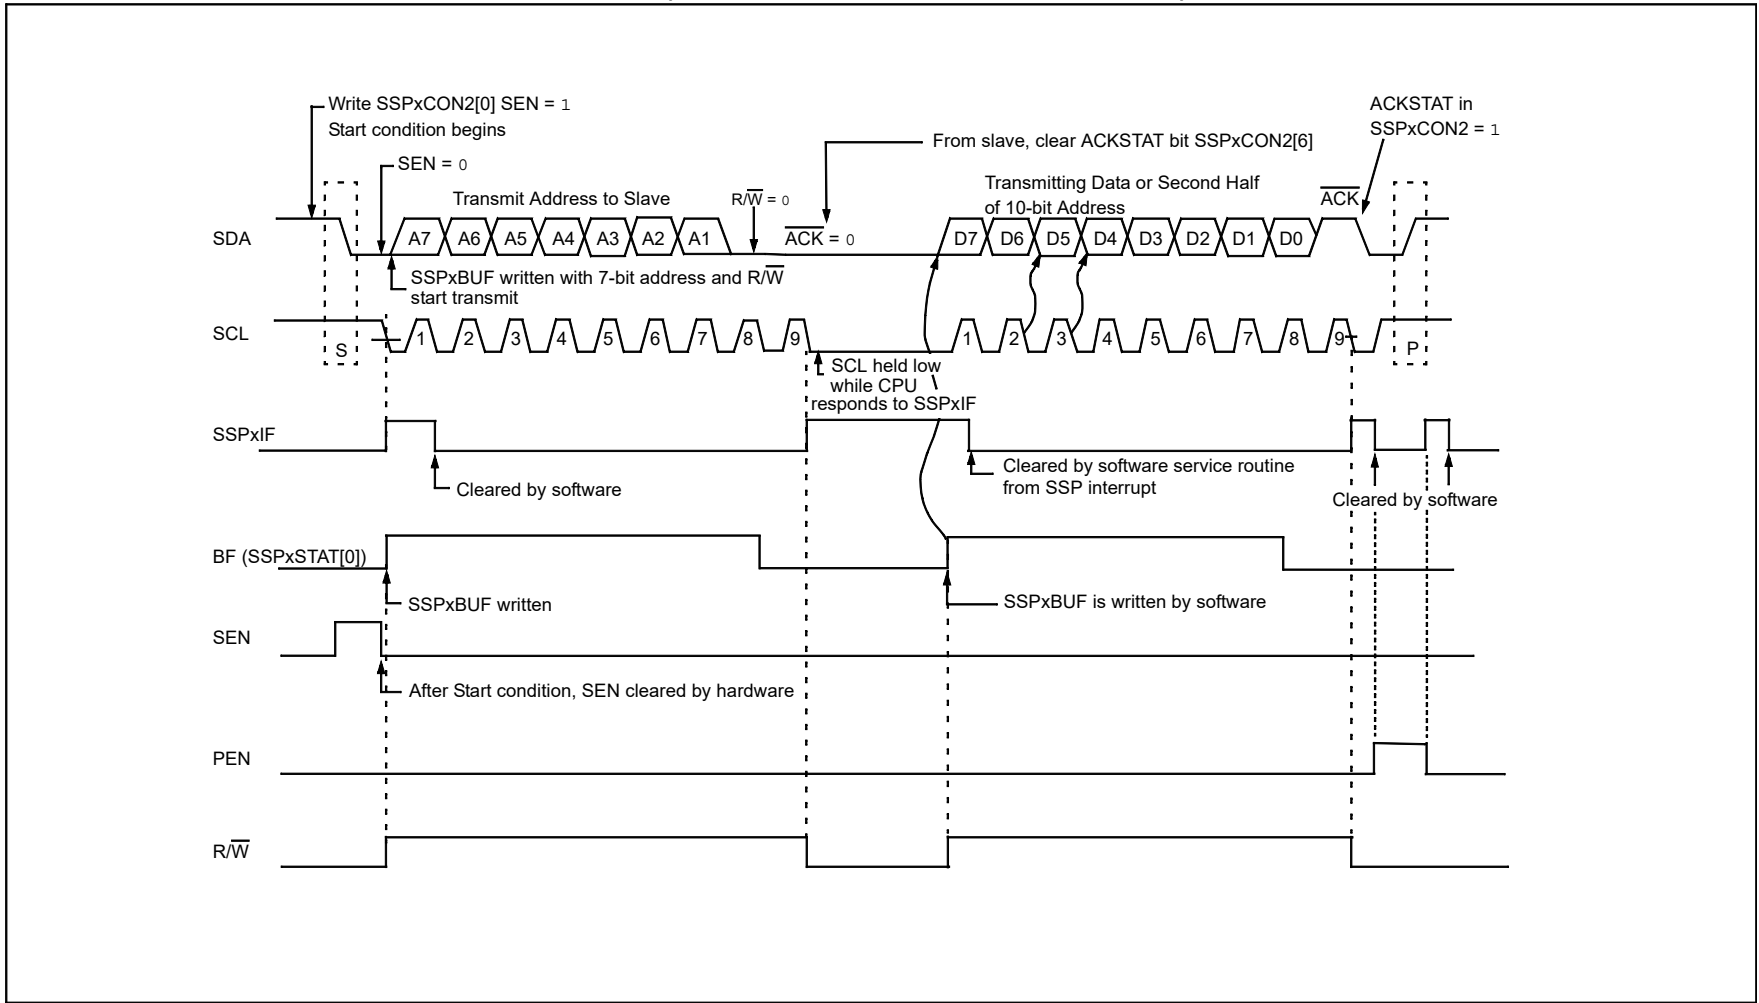 Write SSPxCON2[0] SEN = 1
Start condition begins
ACKSTAT in
SSPxCON2 = 1
From slave, clear ACKSTAT bit SSPxCON2[6]
SEN = 0
Transmit Address to Slave
R/W̅ = 0
Transmitting Data or Second Half
of 10-bit Address
A̅C̅K̅
SDA
A7 A6 A5 A4 A3 A2 A1
A̅C̅K̅ = 0
D7 D6 D5 D4 D3 D2 D1 D0
SSPxBUF written with 7-bit address and R/W̅
start transmit
SCL
S
1 2 3 4 5 6 7 8 9
1 2 3 4 5 6 7 8 9
P
SCL held low
while CPU
responds to SSPxIF
SSPxIF
Cleared by software
Cleared by software service routine
from SSP interrupt
Cleared by software
BF (SSPxSTAT[0])
SSPxBUF written
SSPxBUF is written by software
SEN
After Start condition, SEN cleared by hardware
PEN
R/W̅